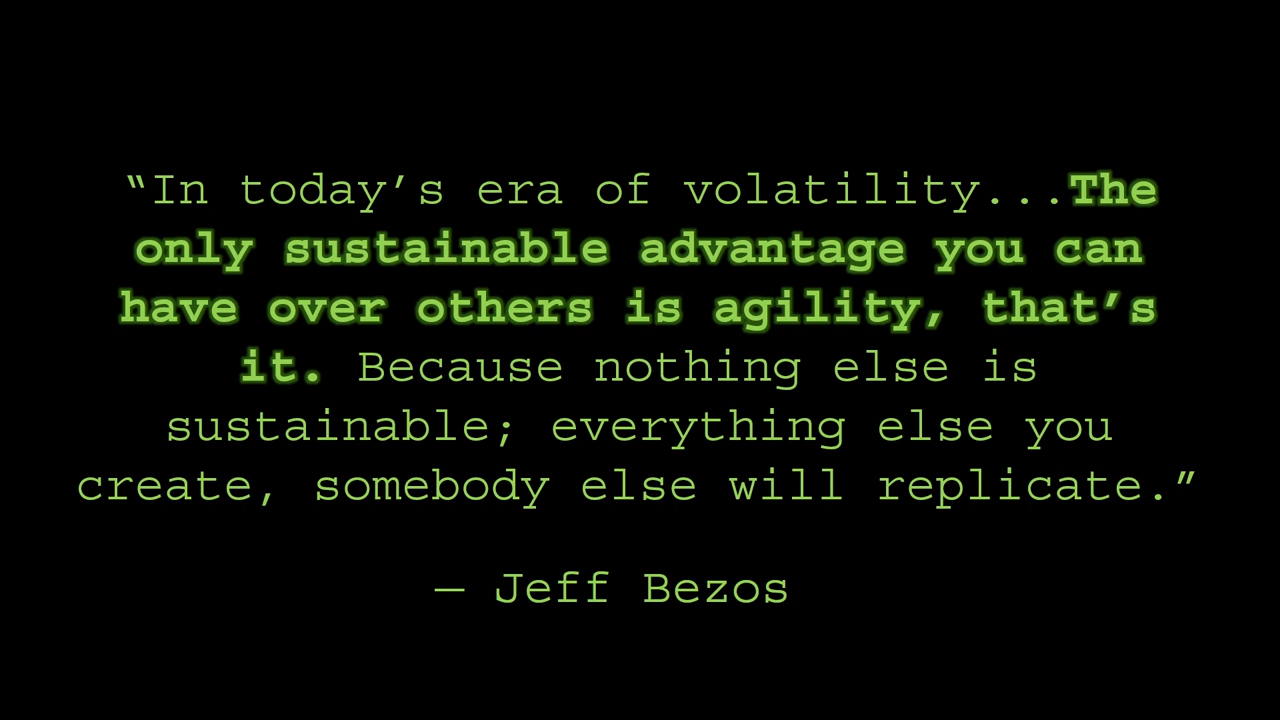 “In today’s era of volatility...The
only sustainable advantage you can
have over others is agility, that’s
it. Because nothing else is
sustainable; everything else you
create, somebody else will replicate.”
— Jeff Bezos